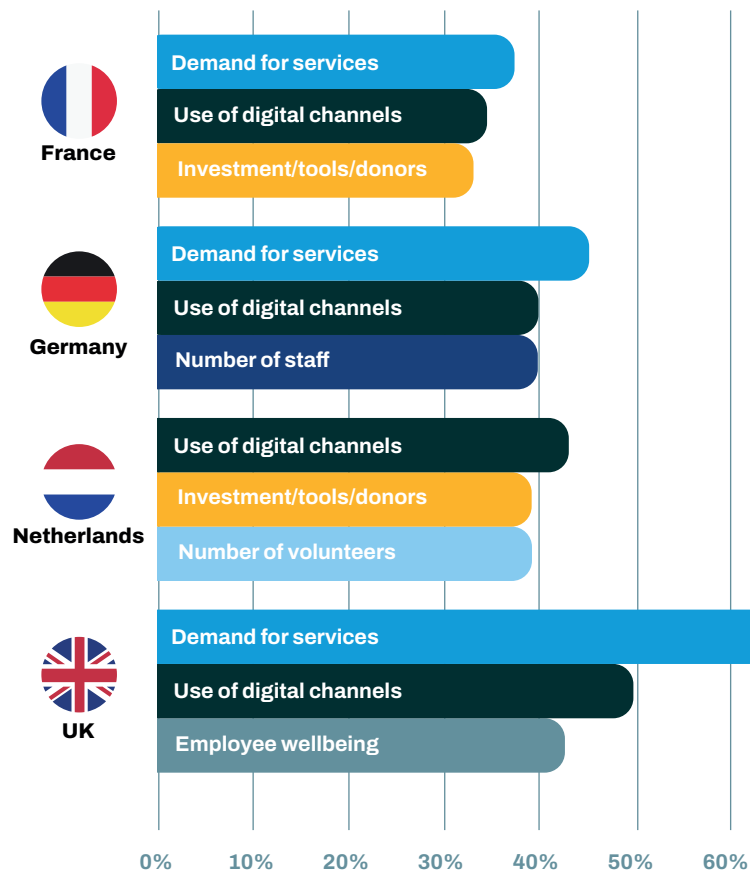 Demand for services
Use of digital channels
Investment/tools/donors
France
Demand for services
Use of digital channels
Number of staff
Germany
Use of digital channels
Investment/tools/donors
Number of volunteers
Netherlands
Demand for services
Use of digital channels
Employee wellbeing
UK
0% 10% 20% 30% 40% 50% 60%